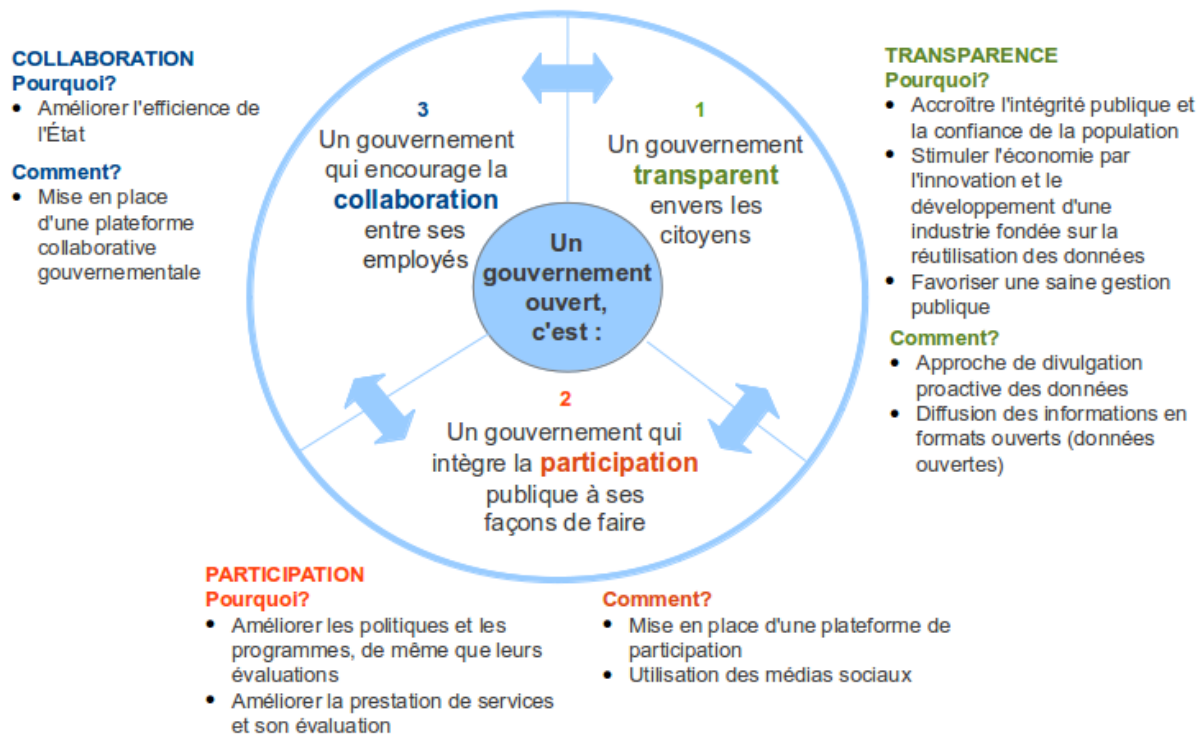 COLLABORATION
Pourquoi?
• Améliorer l'efficience de
l'État
Comment?
• Mise en place
d'une plateforme
collaborative
gouvernementale
3
Un gouvernement
qui encourage la
collaboration
entre ses
employés
1
Un gouvernement
transparent
envers les
citoyens
Un
gouvernement
ouvert,
c'est :
2
Un gouvernement qui
intègre la participation
publique à ses
façons de faire
TRANSPARENCE
Pourquoi?
• Accroître l'intégrité publique et
la confiance de la population
• Stimuler l'économie par
l'innovation et le
développement d'une
industrie fondée sur la
réutilisation des données
• Favoriser une saine gestion
publique
Comment?
• Approche de divulgation
proactive des données
• Diffusion des informations en
formats ouverts (données
ouvertes)
PARTICIPATION
Pourquoi?
• Améliorer les politiques et les
programmes, de même que leurs
évaluations
• Améliorer la prestation de services
et son évaluation
Comment?
• Mise en place d'une plateforme de
participation
• Utilisation des médias sociaux